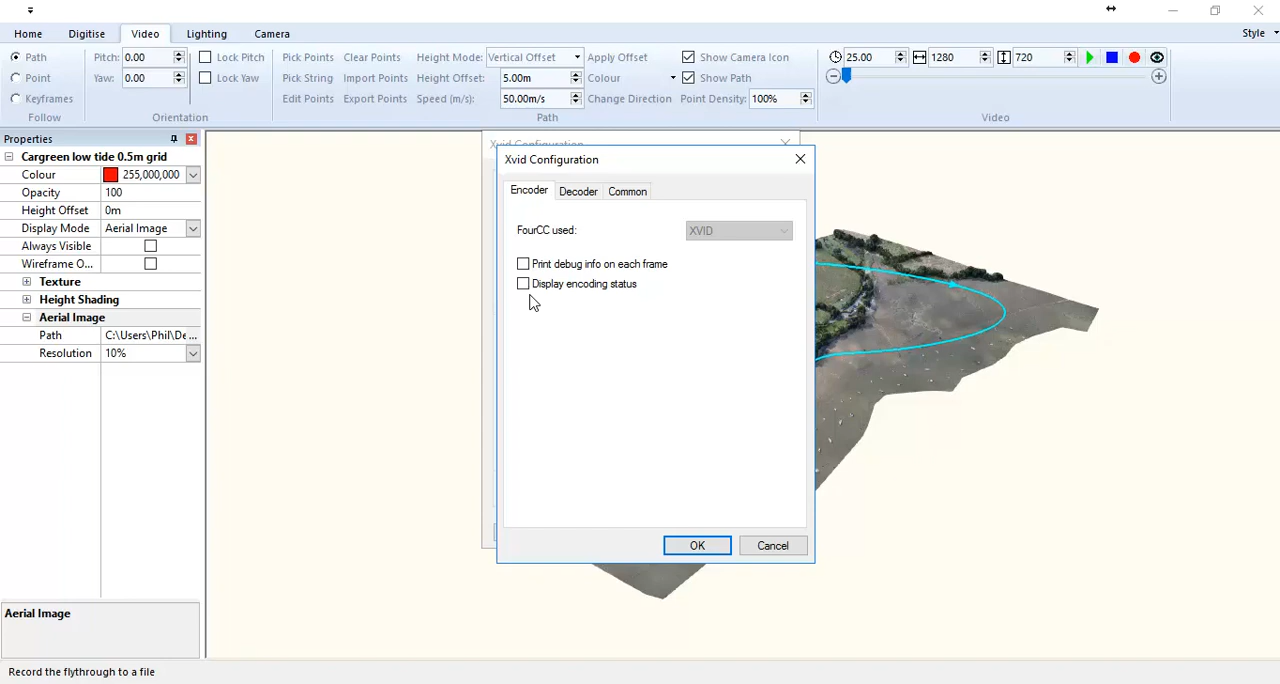 Home Digitise Video Lighting Camera Style
Path Pitch: 0.00 Lock Pitch Pick Points Clear Points Height Mode: Vertical Offset Apply Offset Show Camera Icon 25.00 1280 720
Point Yaw: 0.00 Lock Yaw Pick String Import Points Height Offset: 5.00m Colour Show Path
Keyframes Edit Points Export Points Speed (m/s): 50.00m/s Change Direction Point Density: 100%
Follow Orientation Path Video
Properties
Cargreen low tide 0.5m grid
Colour 255,000,000
Opacity 100
Height Offset 0m
Display Mode Aerial Image
Always Visible
Wireframe O...
Texture
Height Shading
Aerial Image
Path C:\Users\Phil\De...
Resolution 10%
Aerial Image
Record the flythrough to a file
Xvid Configuration
Xvid Configuration
Encoder Decoder Common
FourCC used: XVID
Print debug info on each frame
Display encoding status
OK Cancel